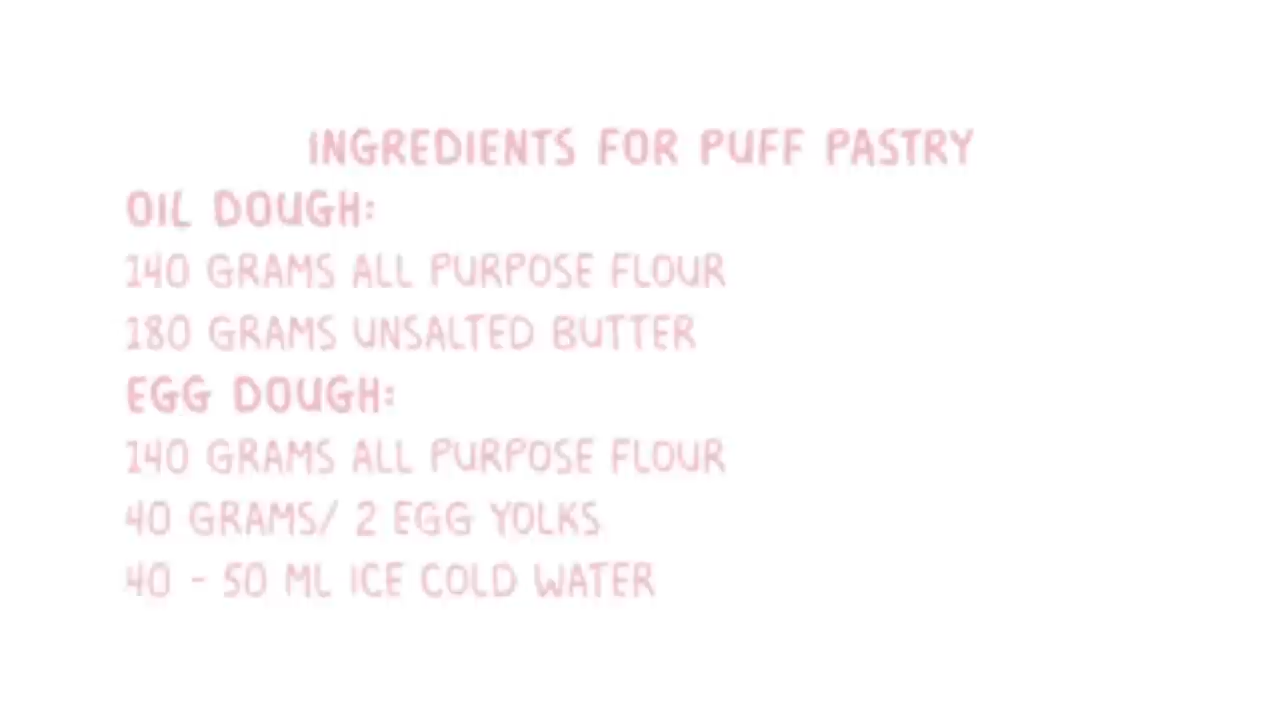 INGREDIENTS FOR PUFF PASTRY
OIL DOUGH:
140 GRAMS ALL PURPOSE FLOUR
180 GRAMS UNSALTED BUTTER
EGG DOUGH:
140 GRAMS ALL PURPOSE FLOUR
40 GRAMS/ 2 EGG YOLKS
40 - 50 ML ICE COLD WATER